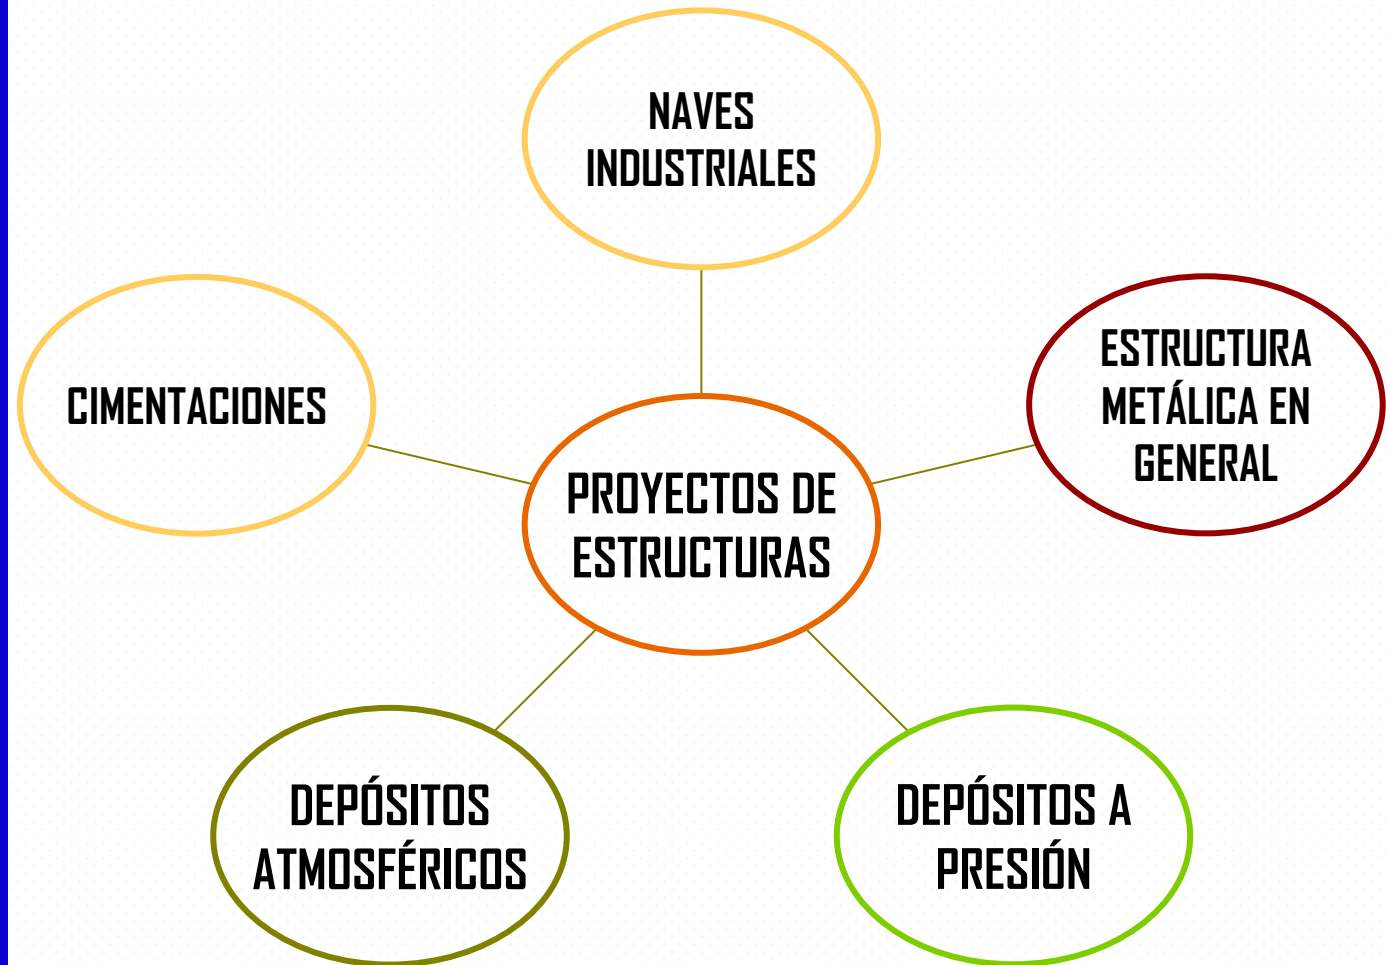 NAVES
INDUSTRIALES
CIMENTACIONES
ESTRUCTURA
METÁLICA EN
GENERAL
PROYECTOS DE
ESTRUCTURAS
DEPÓSITOS
ATMOSFÉRICOS
DEPÓSITOS A
PRESIÓN